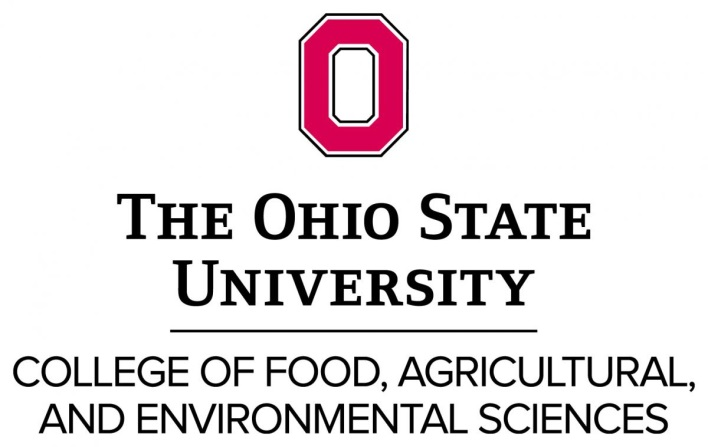 O
THE OHIO STATE
UNIVERSITY
COLLEGE OF FOOD, AGRICULTURAL,
AND ENVIRONMENTAL SCIENCES